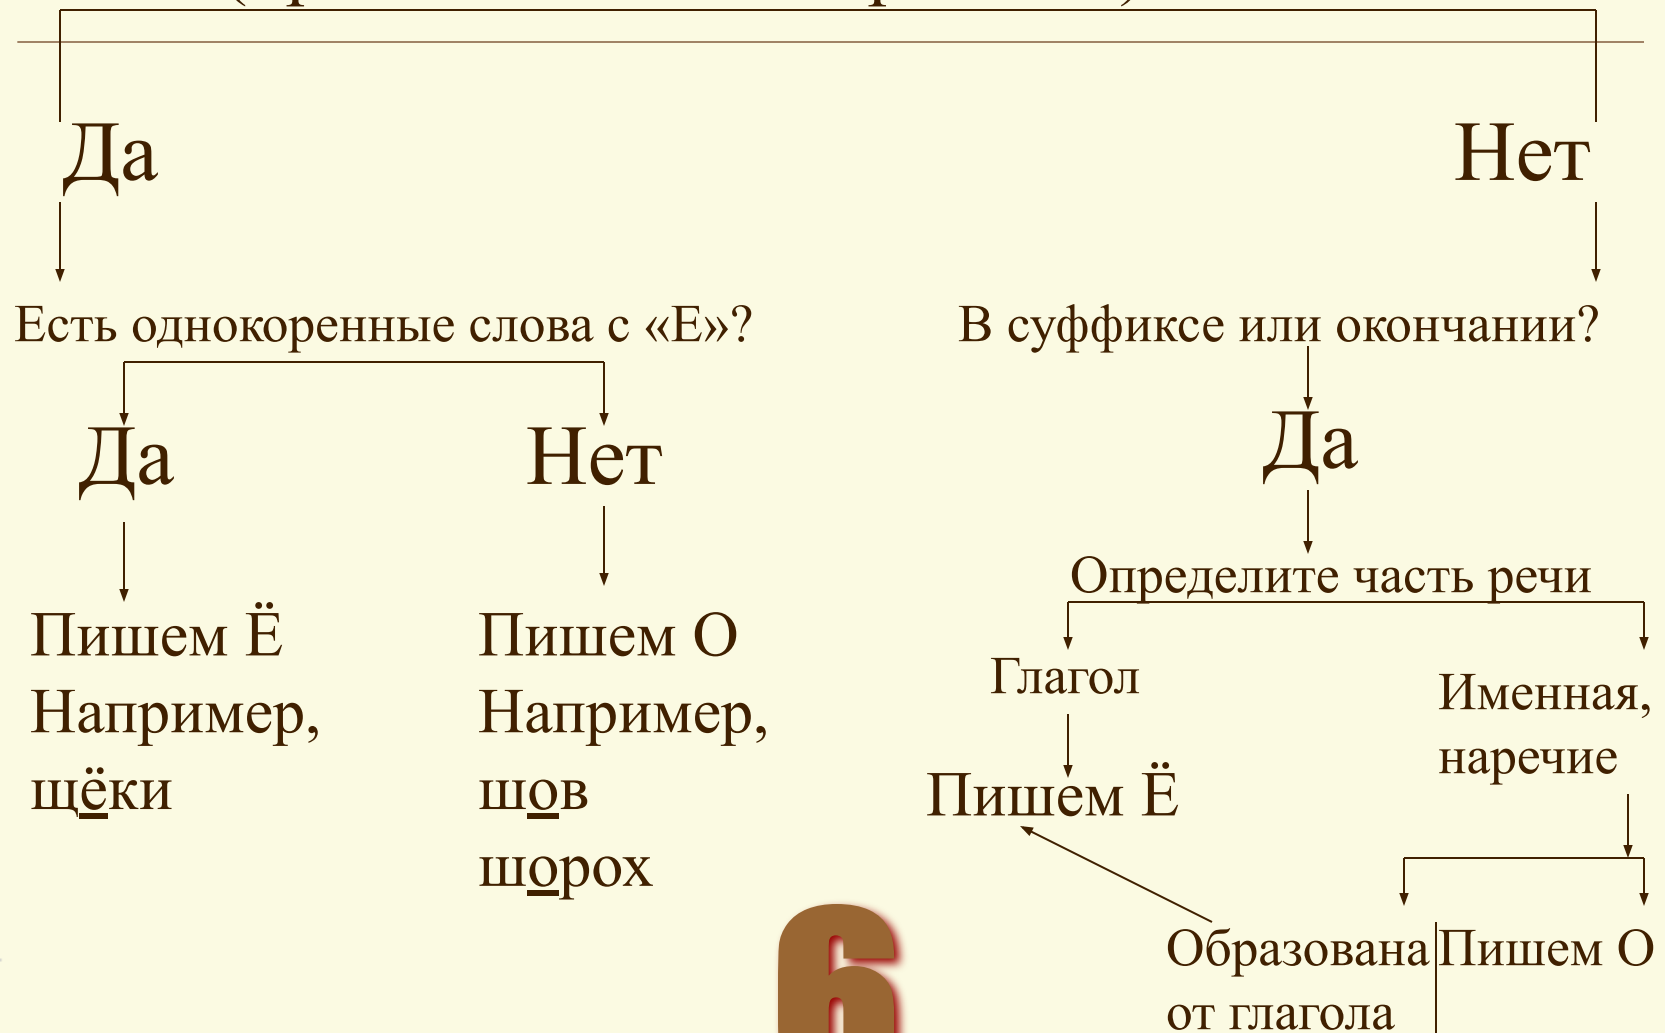 Да
Нет
Есть однокоренные слова с «Е»?
В суффиксе или окончании?
Да
Нет
Да
Определите часть речи
Пишем Ё
Например,
щёки
Пишем О
Например,
шов
шорох
Глагол
Именная,
наречие
Пишем Ё
Образована
от глагола
Пишем О
6